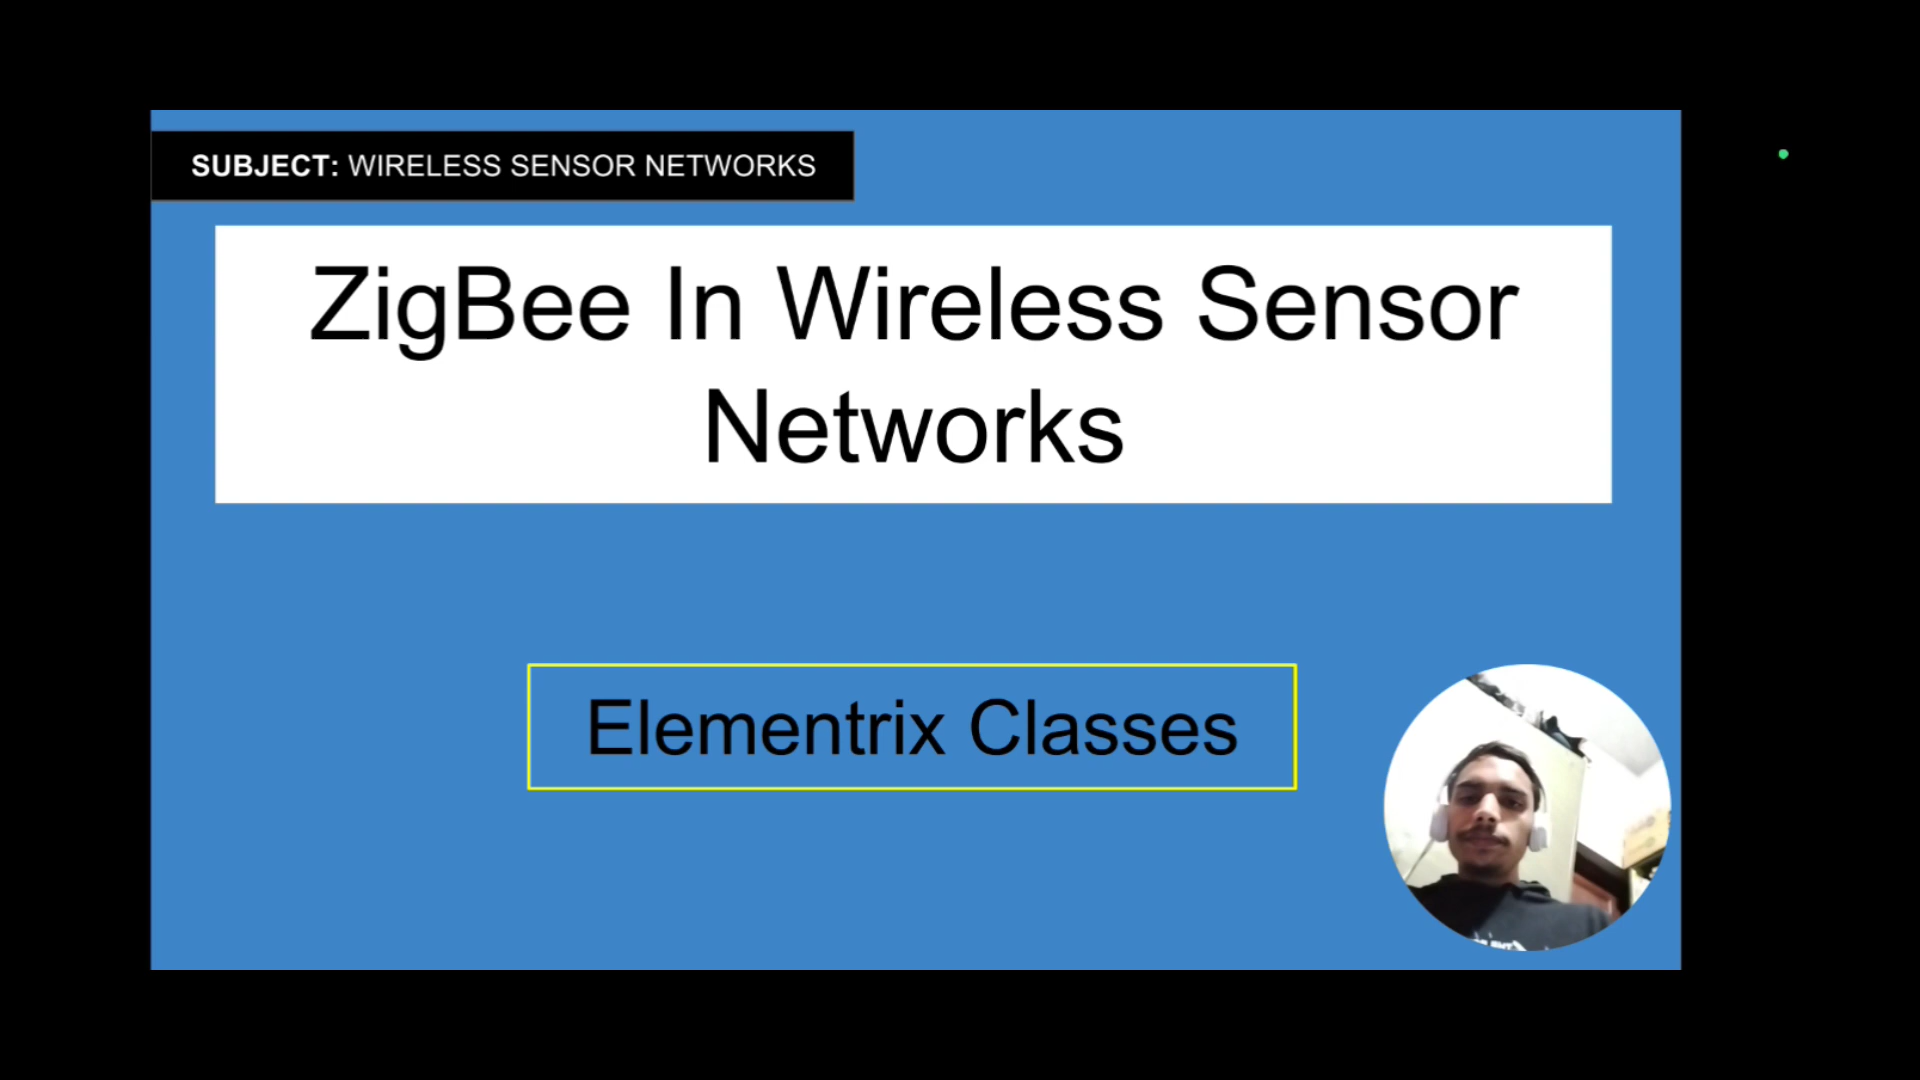 SUBJECT: WIRELESS SENSOR NETWORKS
ZigBee In Wireless Sensor
Networks
Elementrix Classes